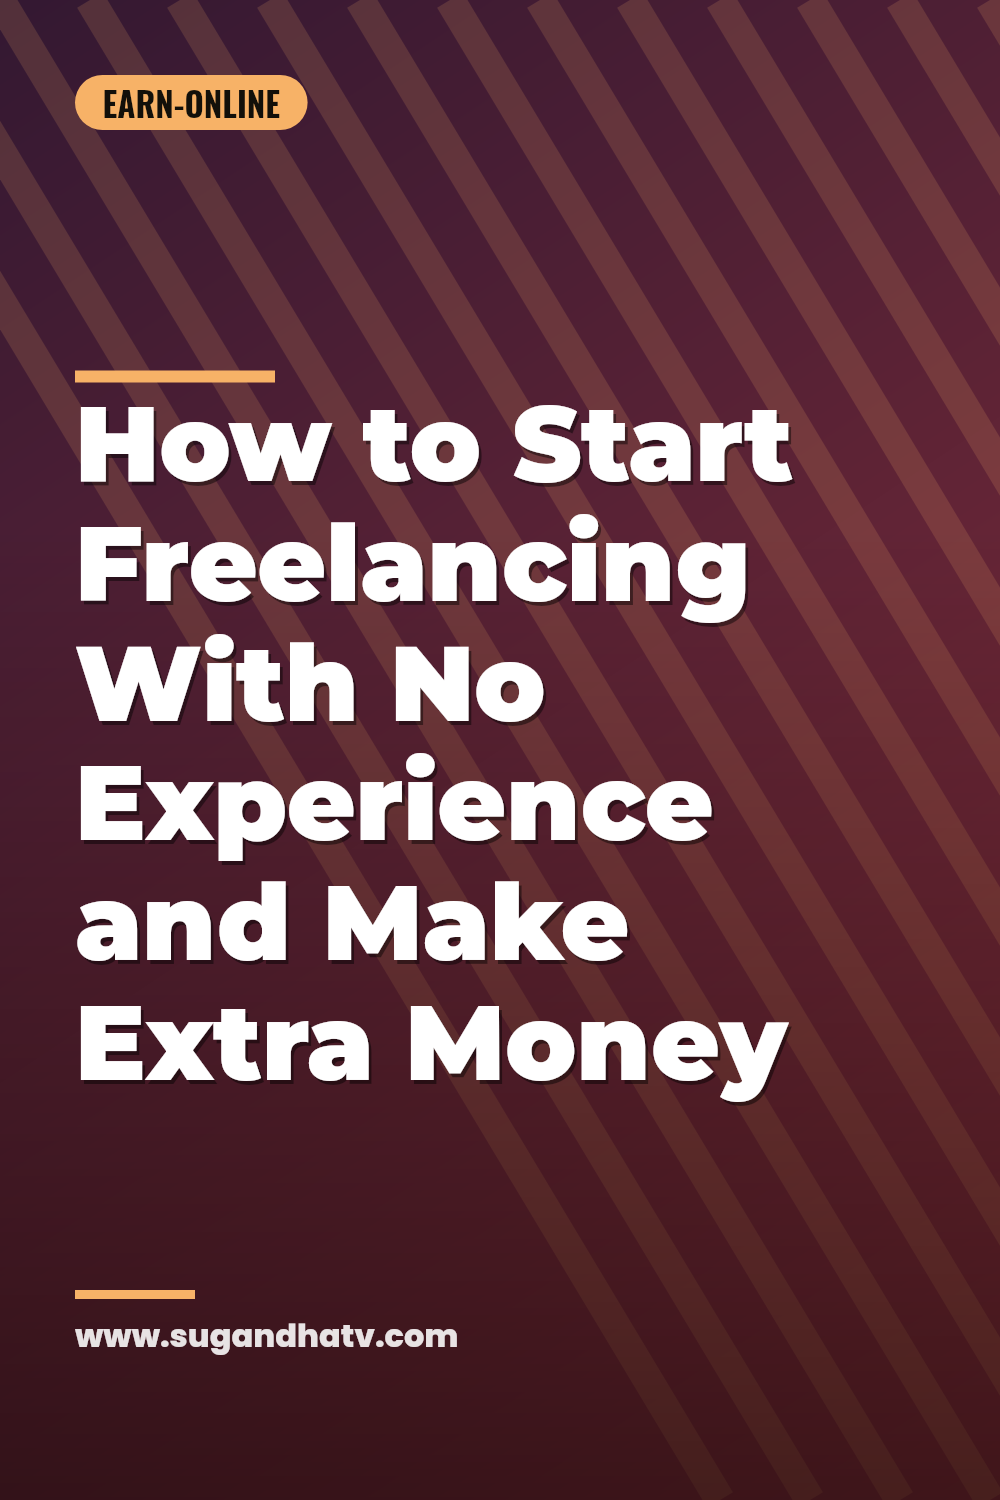 EARN-ONLINE
How to Start
Freelancing
With No
Experience
and Make
Extra Money
www.sugandhatv.com